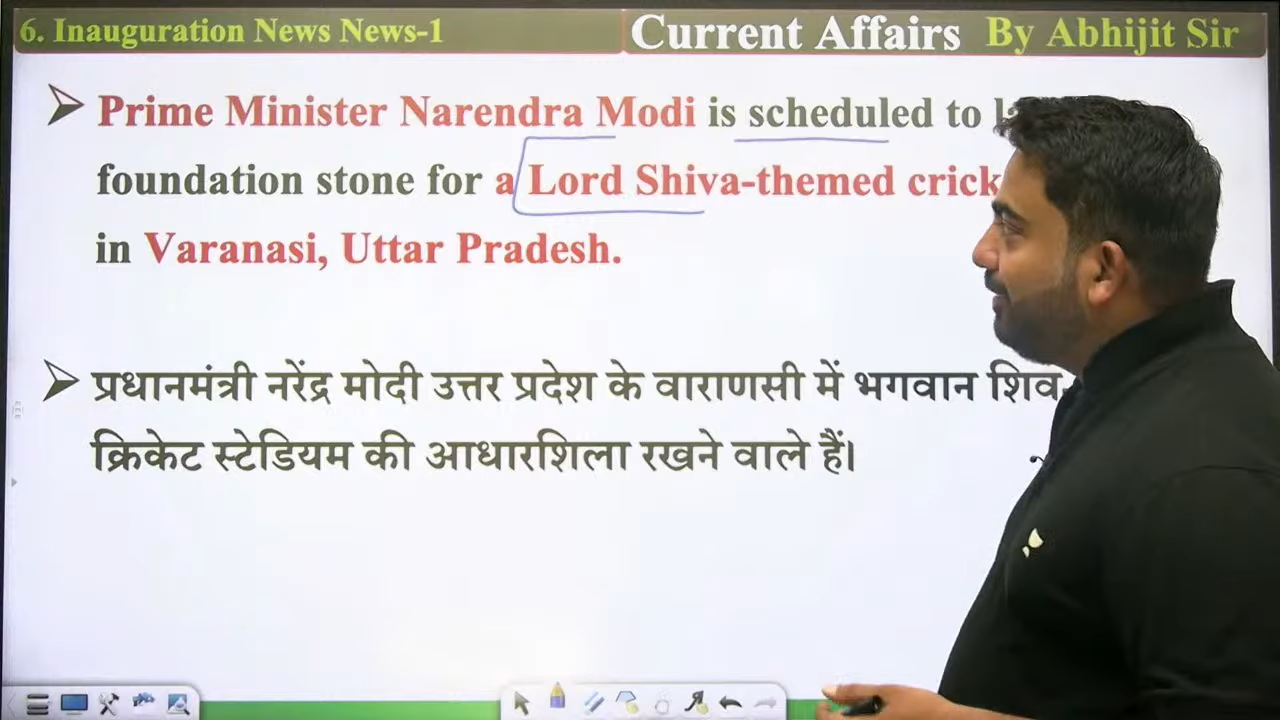 6. Inauguration News News-1
Current Affairs By Abhijit Sir
Prime Minister Narendra Modi is scheduled to
foundation stone for a Lord Shiva-themed
in Varanasi, Uttar Pradesh.
प्रधानमंत्री नरेंद्र मोदी उत्तर प्रदेश के वाराणसी में भगवान शिव-
क्रिकेट स्टेडियम की आधारशिला रखने वाले हैं।